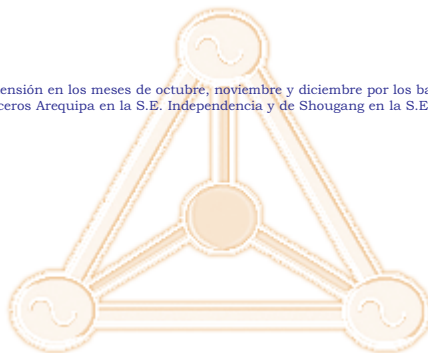 ensión en los meses de octubre, noviembre y diciembre por los ba
ceros Arequipa en la S.E. Independencia y de Shougang en la S.E